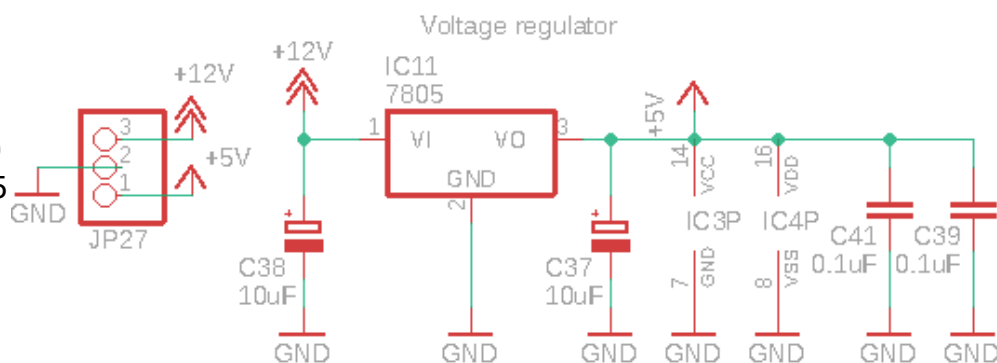 Voltage regulator
+12V
3
2
1
+5V
GND
JP27
5
+12V
IC11
7805
1
VI
VO
3
GND
2
C38
10uF
GND
GND
C37
10uF
GND
+5V
14
VCC
IC3P
7
GND
GND
16
VDD
IC4P
8
VSS
GND
C41
0.1uF
GND
C39
0.1uF
GND